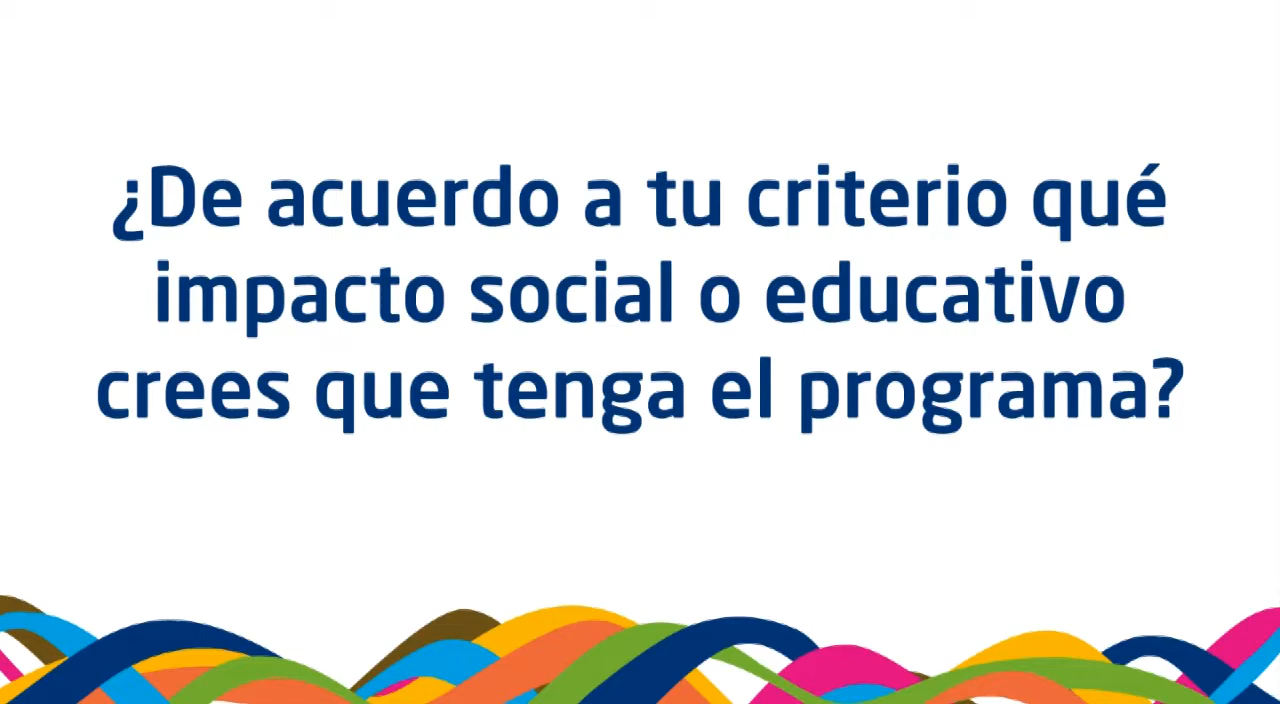 ¿De acuerdo a tu criterio qué
impacto social o educativo
crees que tenga el programa?